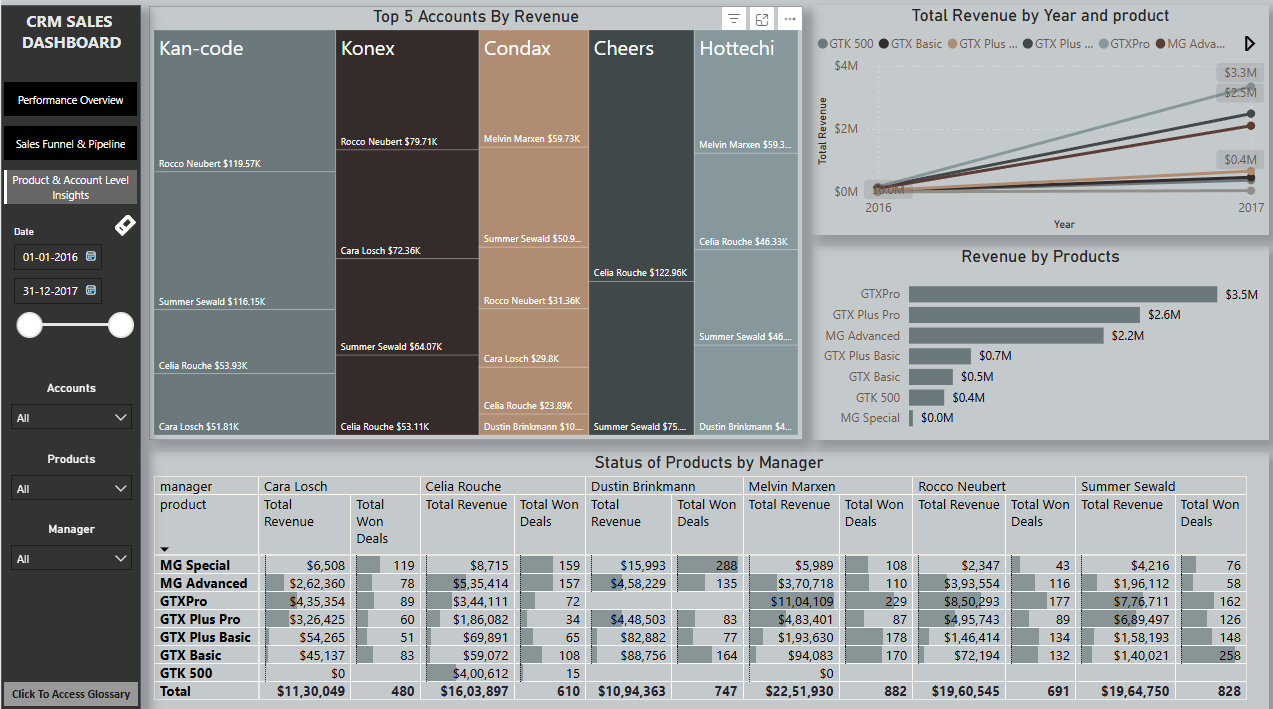 CRM SALES
DASHBOARD
Performance Overview
Sales Funnel & Pipeline
Product & Account Level
Insights
Date
01-01-2016
31-12-2017
Accounts
All
Products
All
Manager
All
Click To Access Glossary
Top 5 Accounts By Revenue
Kan-code
Rocco Neubert $119.57K
Summer Sewald $116.15K
Celia Rouche $53.93K
Cara Losch $51.81K
Konex
Rocco Neubert $79.71K
Cara Losch $72.36K
Summer Sewald $64.07K
Celia Rouche $53.11K
Condax
Melvin Marxen $59.73K
Summer Sewald $50.9...
Rocco Neubert $31.36K
Cara Losch $29.8K
Celia Rouche $23.89K
Dustin Brinkmann $10...
Cheers
Celia Rouche $122.96K
Summer Sewald $75....
Hottechi
Melvin Marxen $59.3...
Celia Rouche $46.33K
Summer Sewald $46....
Dustin Brinkmann $4...
Total Revenue by Year and product
GTK 500 GTX Basic GTX Plus ... GTX Plus ... GTXPro MG Adva...
Total Revenue
$4M
$2M
$0M
$3.3M
$2.5M
$0.4M
$0.0M
2016 2017
Year
Revenue by Products
GTXPro $3.5M
GTX Plus Pro $2.6M
MG Advanced $2.2M
GTX Plus Basic $0.7M
GTX Basic $0.5M
GTK 500 $0.4M
MG Special $0.0M
Status of Products by Manager
manager Cara Losch Celia Rouche Dustin Brinkmann Melvin Marxen Rocco Neubert Summer Sewald
product Total Revenue Total Won Deals Total Revenue Total Won Deals Total Revenue Total Won Deals Total Revenue Total Won Deals Total Revenue Total Won Deals Total Revenue Total Won Deals
MG Special $6,508 119 $8,715 159 $15,993 288 $5,989 108 $2,347 43 $4,216 76
MG Advanced $2,62,360 78 $5,35,414 157 $4,58,229 135 $3,70,718 110 $3,93,554 116 $1,96,112 58
GTXPro $4,35,354 89 $3,44,111 72 $11,04,109 229 $8,50,293 177 $7,76,711 162
GTX Plus Pro $3,26,425 60 $1,86,082 34 $4,48,503 83 $4,83,401 87 $4,95,743 89 $6,89,497 126
GTX Plus Basic $54,265 51 $69,891 65 $82,882 77 $1,93,630 178 $1,46,414 134 $1,58,193 148
GTX Basic $45,137 83 $59,072 108 $88,756 164 $94,083 170 $72,194 132 $1,40,021 258
GTK 500 $0 $4,00,612 15 $0
Total $11,30,049 480 $16,03,897 610 $10,94,363 747 $22,51,930 882 $19,60,545 691 $19,64,750 828